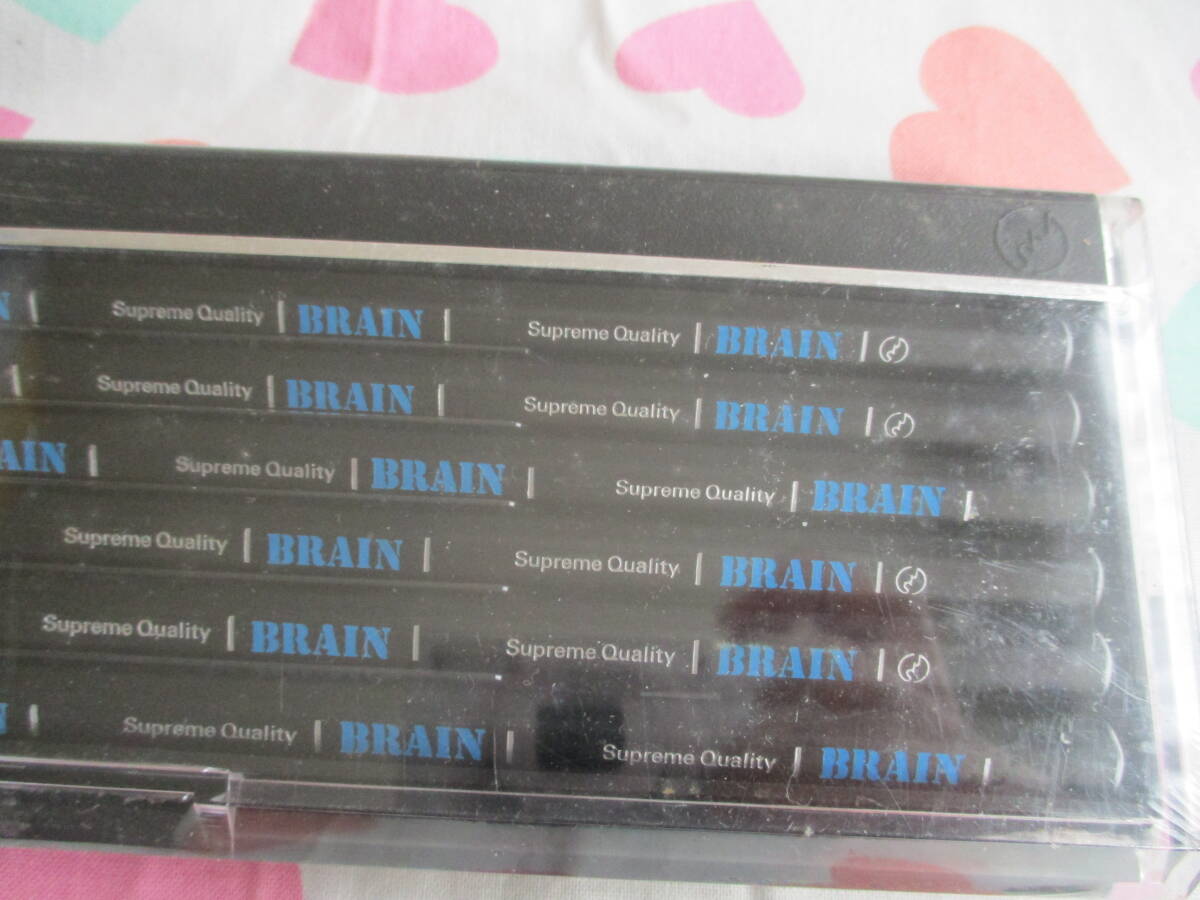 N | Supreme Quality | BRAIN | Supreme Quality | BRAIN |
| Supreme Quality | BRAIN | Supreme Quality | BRAIN |
AIN | Supreme Quality | BRAIN | Supreme Quality | BRAIN |
Supreme Quality | BRAIN | Supreme Quality | BRAIN |
Supreme Quality | BRAIN | Supreme Quality | BRAIN |
N | Supreme Quality | BRAIN | Supreme Quality | BRAIN |